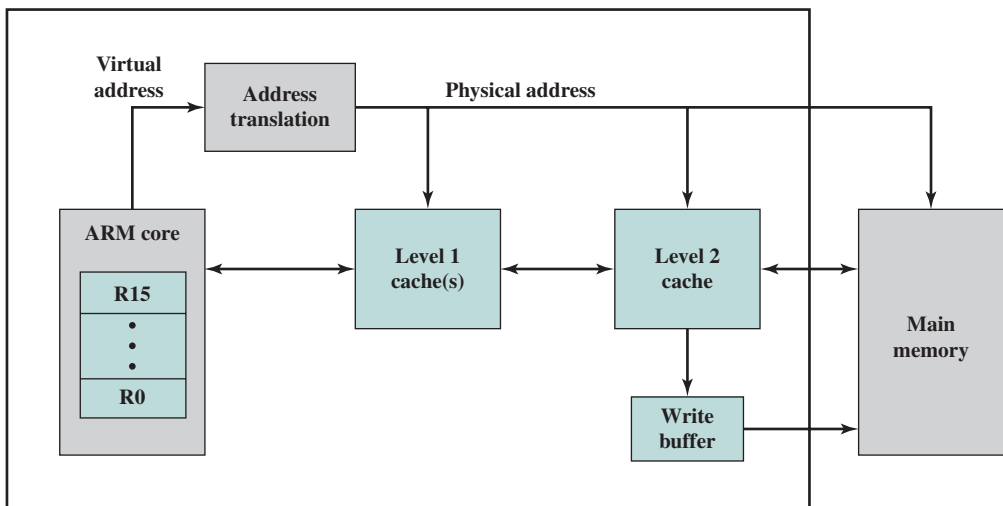 Virtual
address
Address
translation
Physical address
ARM core
R15
R0
Level 1
cache(s)
Level 2
cache
Write
buffer
Main
memory